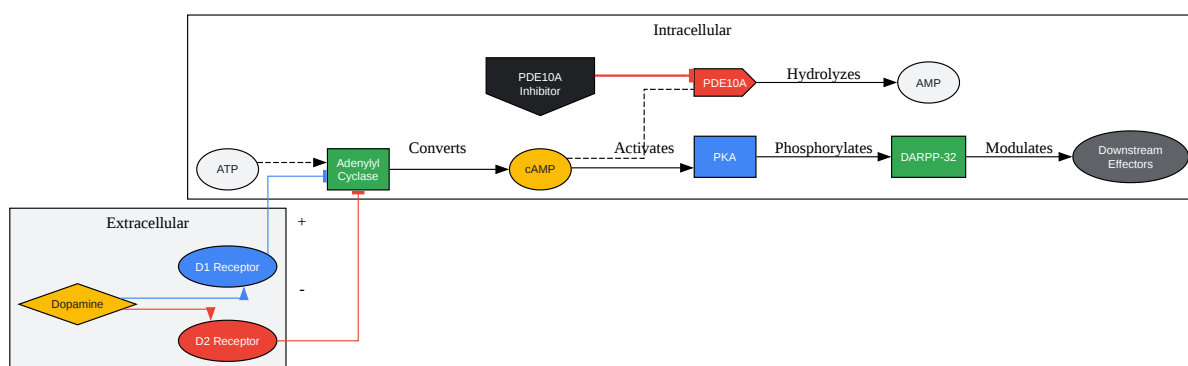 Intracellular
PDE10A
Inhibitor
PDE10A
Hydrolyzes
AMP
ATP
Adenylyl
Cyclase
Converts
cAMP
Activates
PKA
Phosphorylates
DARPP-32
Modulates
Downstream
Effectors
Extracellular
+
D1 Receptor
-
Dopamine
D2 Receptor